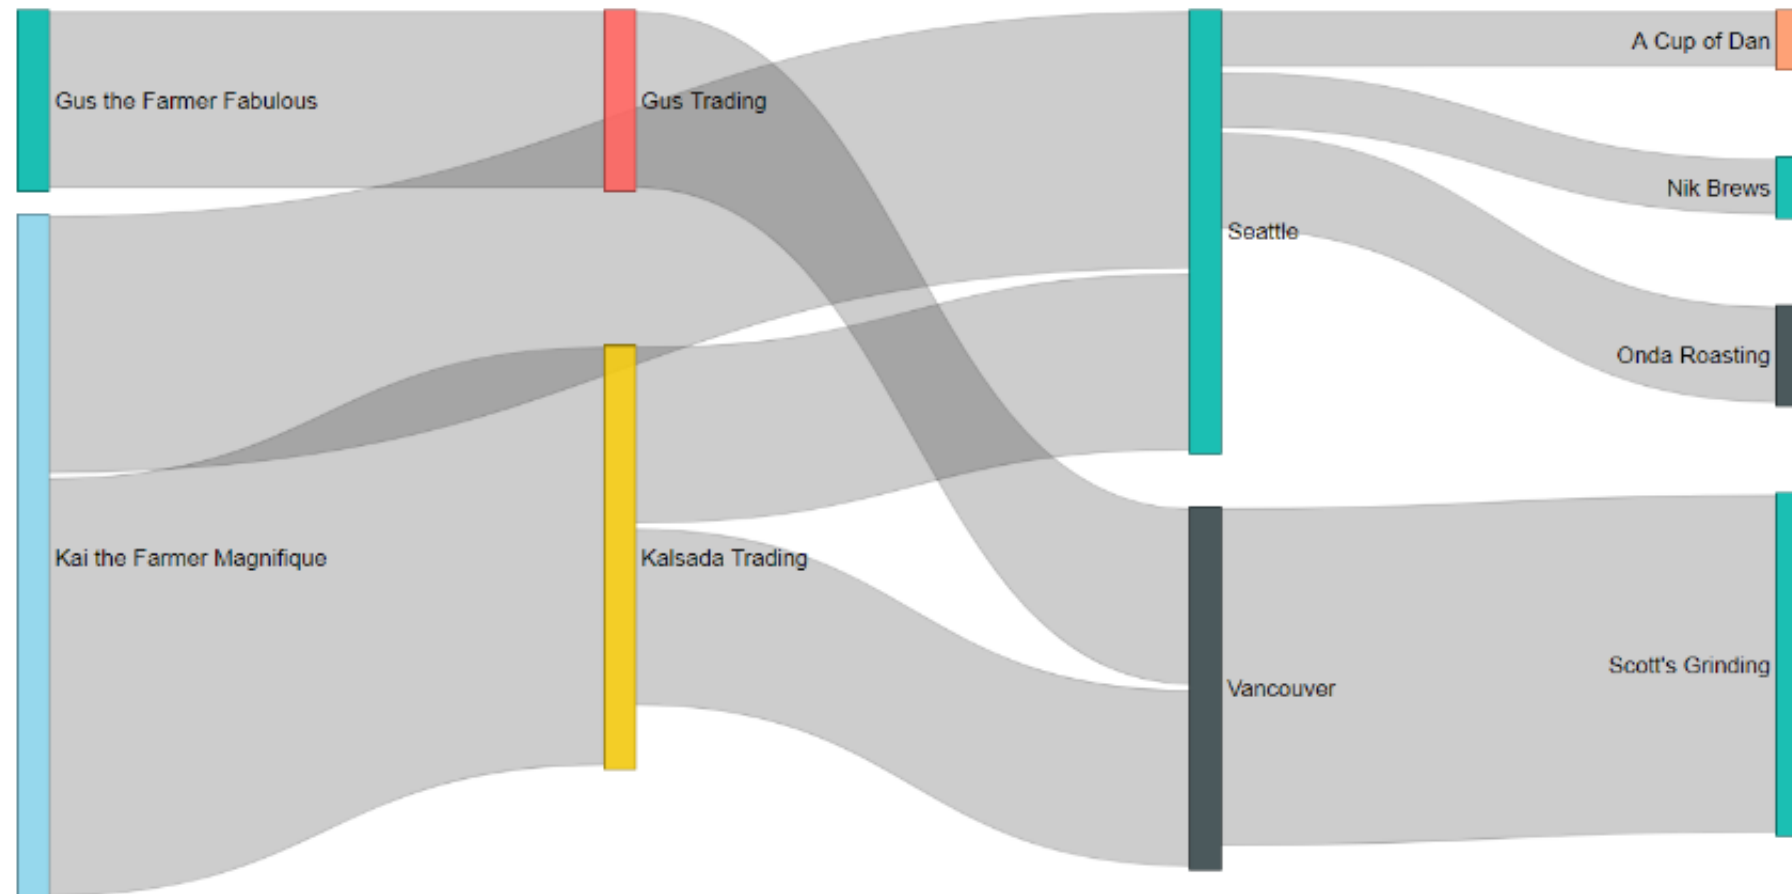 Gus the Farmer Fabulous
Kai the Farmer Magnifique
Gus Trading
Kalsada Trading
Seattle
Vancouver
A Cup of Dan
Nik Brews
Onda Roasting
Scott's Grinding